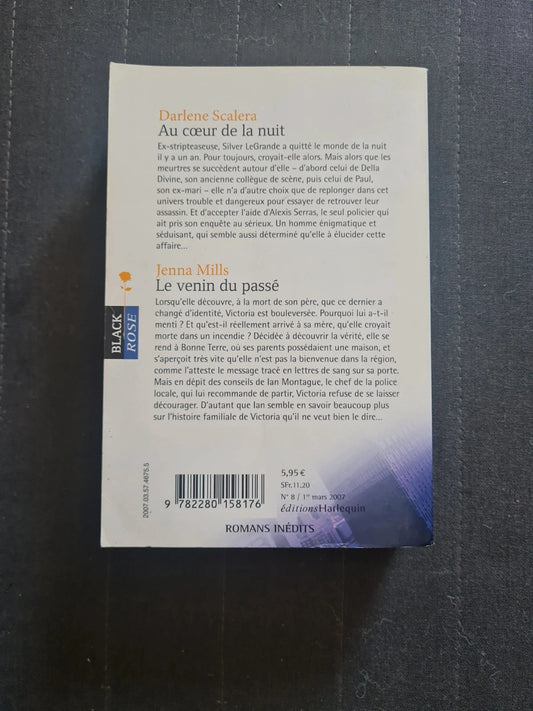 Darlene Scalera
Au cœur de la nuit
Ex-stripteaseuse, Silver LeGrande a quitté le monde de la nuit
il y a un an. Pour toujours, croyait-elle alors. Mais alors que les
meurtres se succèdent autour d'elle – d'abord celui de Della
Divine, son ancienne collègue de scène, puis celui de Paul,
son ex-mari – elle n'a d'autre choix que de replonger dans cet
univers trouble et dangereux pour essayer de retrouver leur
assassin. Et d'accepter l'aide d'Alexis Serras, le seul policier qui
ait pris son enquête au sérieux. Un homme énigmatique et
séduisant, qui semble aussi déterminé qu'elle à élucider cette
affaire...
Jenna Mills
Le venin du passé
Lorsqu'elle découvre, à la mort de son père, que ce dernier a
changé d'identité, Victoria est bouleversée. Pourquoi lui a-t-il
menti ? Et qu'est-il réellement arrivé à sa mère, qu'elle croyait
morte dans un incendie ? Décidée à découvrir la vérité, elle se
rend à Bonne Terre, où ses parents possédaient une maison, et
s'aperçoit très vite qu'elle n'est pas la bienvenue dans la région,
comme l'atteste le message tracé en lettres de sang sur sa porte.
Mais en dépit des conseils de Ian Montague, le chef de la police
locale, qui lui recommande de partir, Victoria refuse de se laisser
décourager. D'autant que Ian semble en savoir beaucoup plus
sur l'histoire familiale de Victoria qu'il ne veut bien le dire...
BLACK
ROSE
2007.03.57.4675.5
9 782280 158176
5,95 €
SFr.11.20
N° 8 / 1er mars 2007
éditionsHarlequin
ROMANS INÉDITS